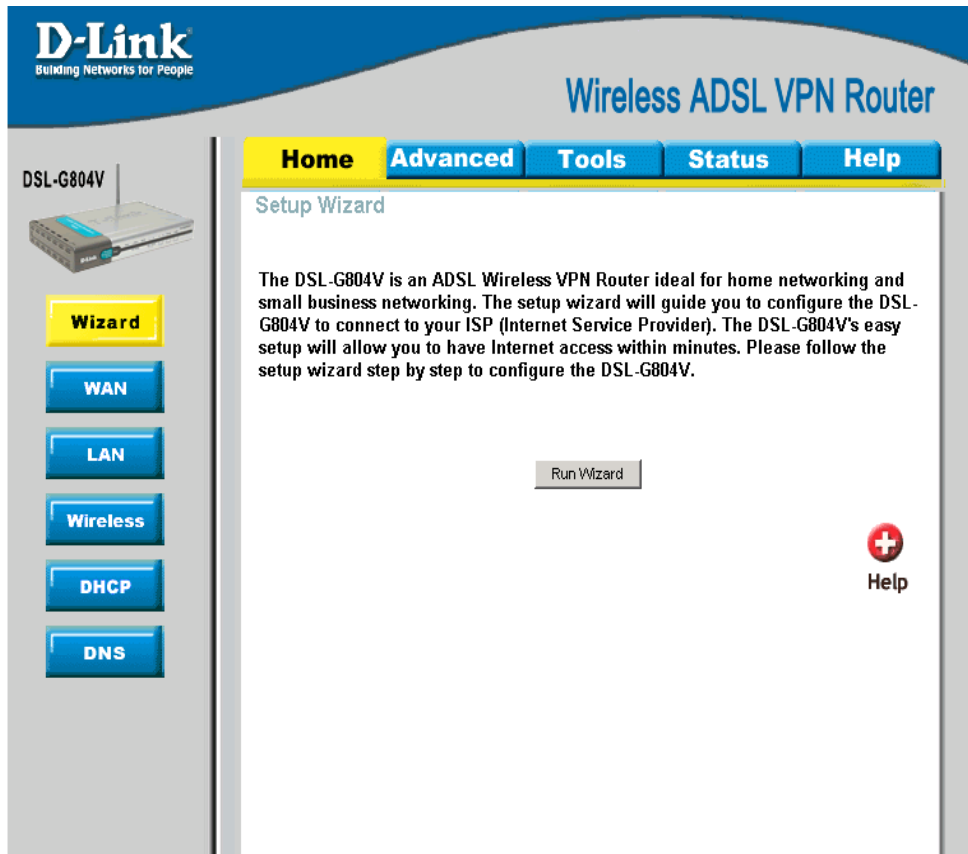 D-Link
Building Networks for People
Wireless ADSL VPN Router
Home
Advanced
Tools
Status
Help
DSL-G804V
Setup Wizard
The DSL-G804V is an ADSL Wireless VPN Router ideal for home networking and
small business networking. The setup wizard will guide you to configure the DSL-
G804V to connect to your ISP (Internet Service Provider). The DSL-G804V's easy
setup will allow you to have Internet access within minutes. Please follow the
setup wizard step by step to configure the DSL-G804V.
Wizard
WAN
LAN
Wireless
DHCP
DNS
Run Wizard
Help